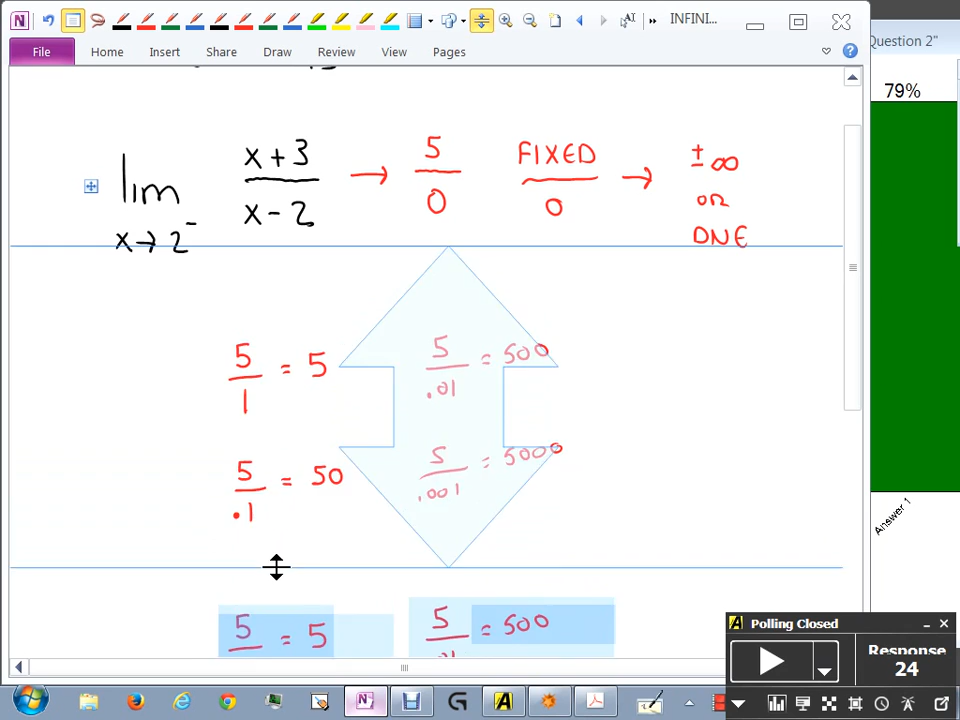 INFINI...
Question 2"
File Home Insert Share Draw Review View Pages
79%
lim x→2⁻ x+3 / x-2 → 5/0 FIXED/0 → ±∞ OR DNE
5/1 = 5 5/.01 = 500
5/.1 = 50 5/.001 = 5000
5 = 5 5 = 500
Answer 1
Polling Closed
Response
24